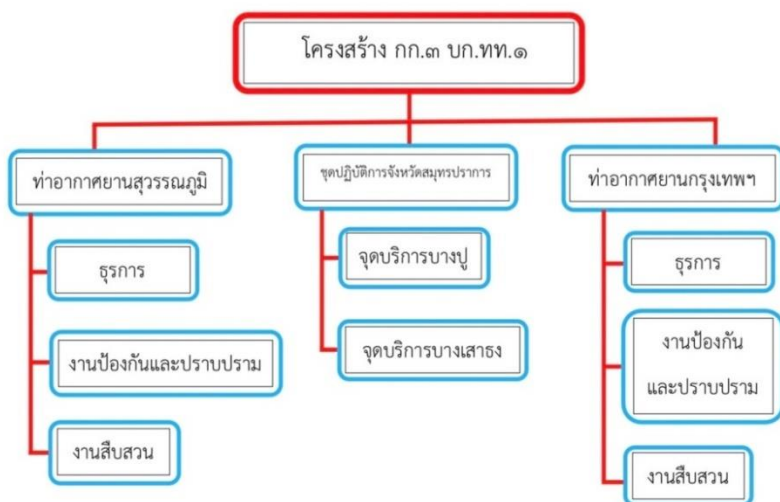 โครงสร้าง กก.๓ บก.ทท.๑
ท่าอากาศยานสุวรรณภูมิ
ธุรการ
งานป้องกันและปราบปราม
งานสืบสวน
ชุดปฏิบัติการจังหวัดสมุทรปราการ
จุดบริการบางปู
จุดบริการบางเสาธง
ท่าอากาศยานกรุงเทพฯ
ธุรการ
งานป้องกัน
และปราบปราม
งานสืบสวน